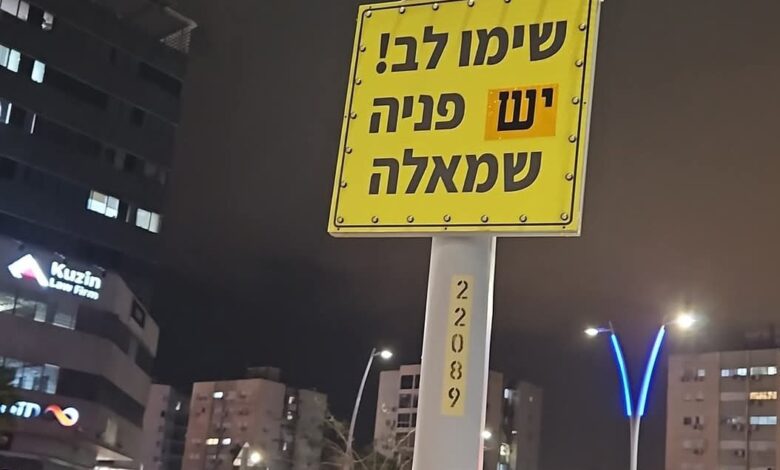 שימו לב!
יש פניה
שמאלה
22089
Kuzin
Law Firm